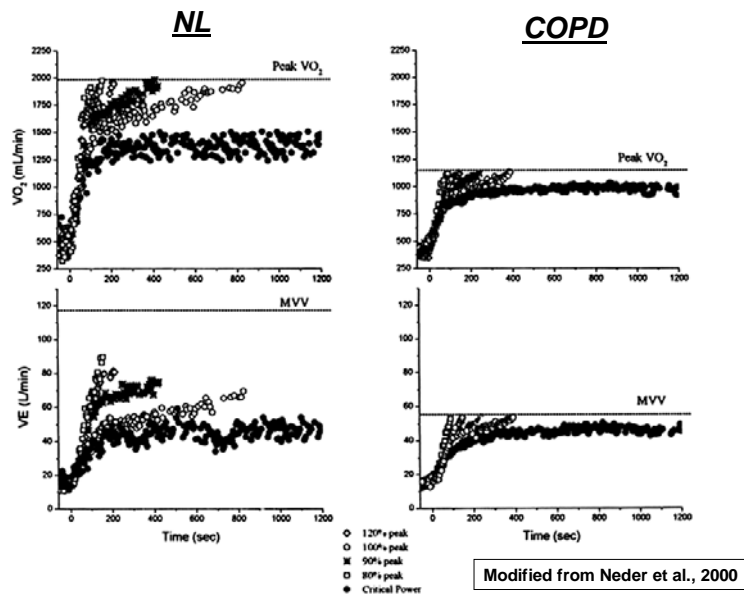 NL
COPD
2250
2000
1750
1500
1250
1000
750
500
250
VO2 (mL/min)
Peak VO2
0 200 400 600 800 1000 1200
2250
2000
1750
1500
1250
1000
750
500
250
Peak VO2
0 200 400 600 800 1000 1200
120
100
80
60
40
20
0
VE (L/min)
MVV
0 200 400 600 800 1000 1200
Time (sec)
120
100
80
60
40
20
0
MVV
0 200 400 600 800 1000 1200
Time (sec)
120% peak
100% peak
90% peak
80% peak
Critical Power
Modified from Neder et al., 2000